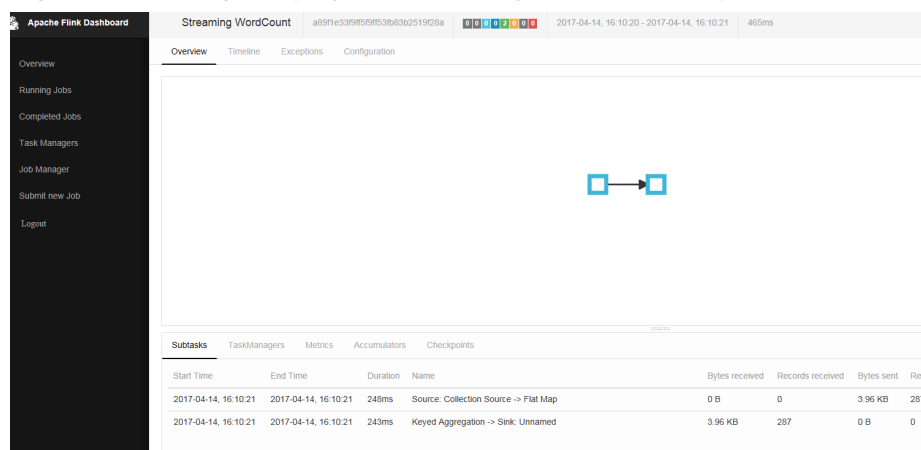 Apache Flink Dashboard
Streaming WordCount a89f1e33f9ff5f9ff53fb83b2519f28a 0 0 0 0 2 0 0 0 2017-04-14, 16:10:20 - 2017-04-14, 16:10:21 465ms
Overview Timeline Exceptions Configuration
Overview
Running Jobs
Completed Jobs
Task Managers
Job Manager
Submit new Job
Logout
Subtasks TaskManagers Metrics Accumulators Checkpoints
Start Time End Time Duration Name Bytes received Records received Bytes sent Re
2017-04-14, 16:10:21 2017-04-14, 16:10:21 248ms Source: Collection Source -> Flat Map 0 B 0 3.96 KB 287
2017-04-14, 16:10:21 2017-04-14, 16:10:21 243ms Keyed Aggregation -> Sink: Unnamed 3.96 KB 287 0 B 0